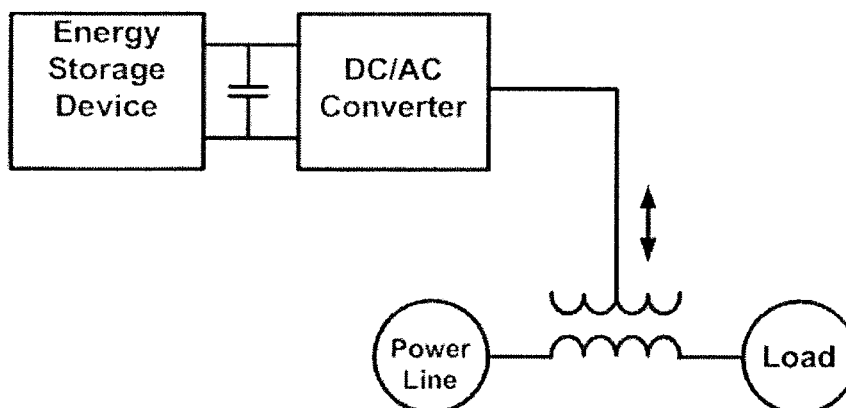 Energy
Storage
Device
DC/AC
Converter
Power
Line
Load